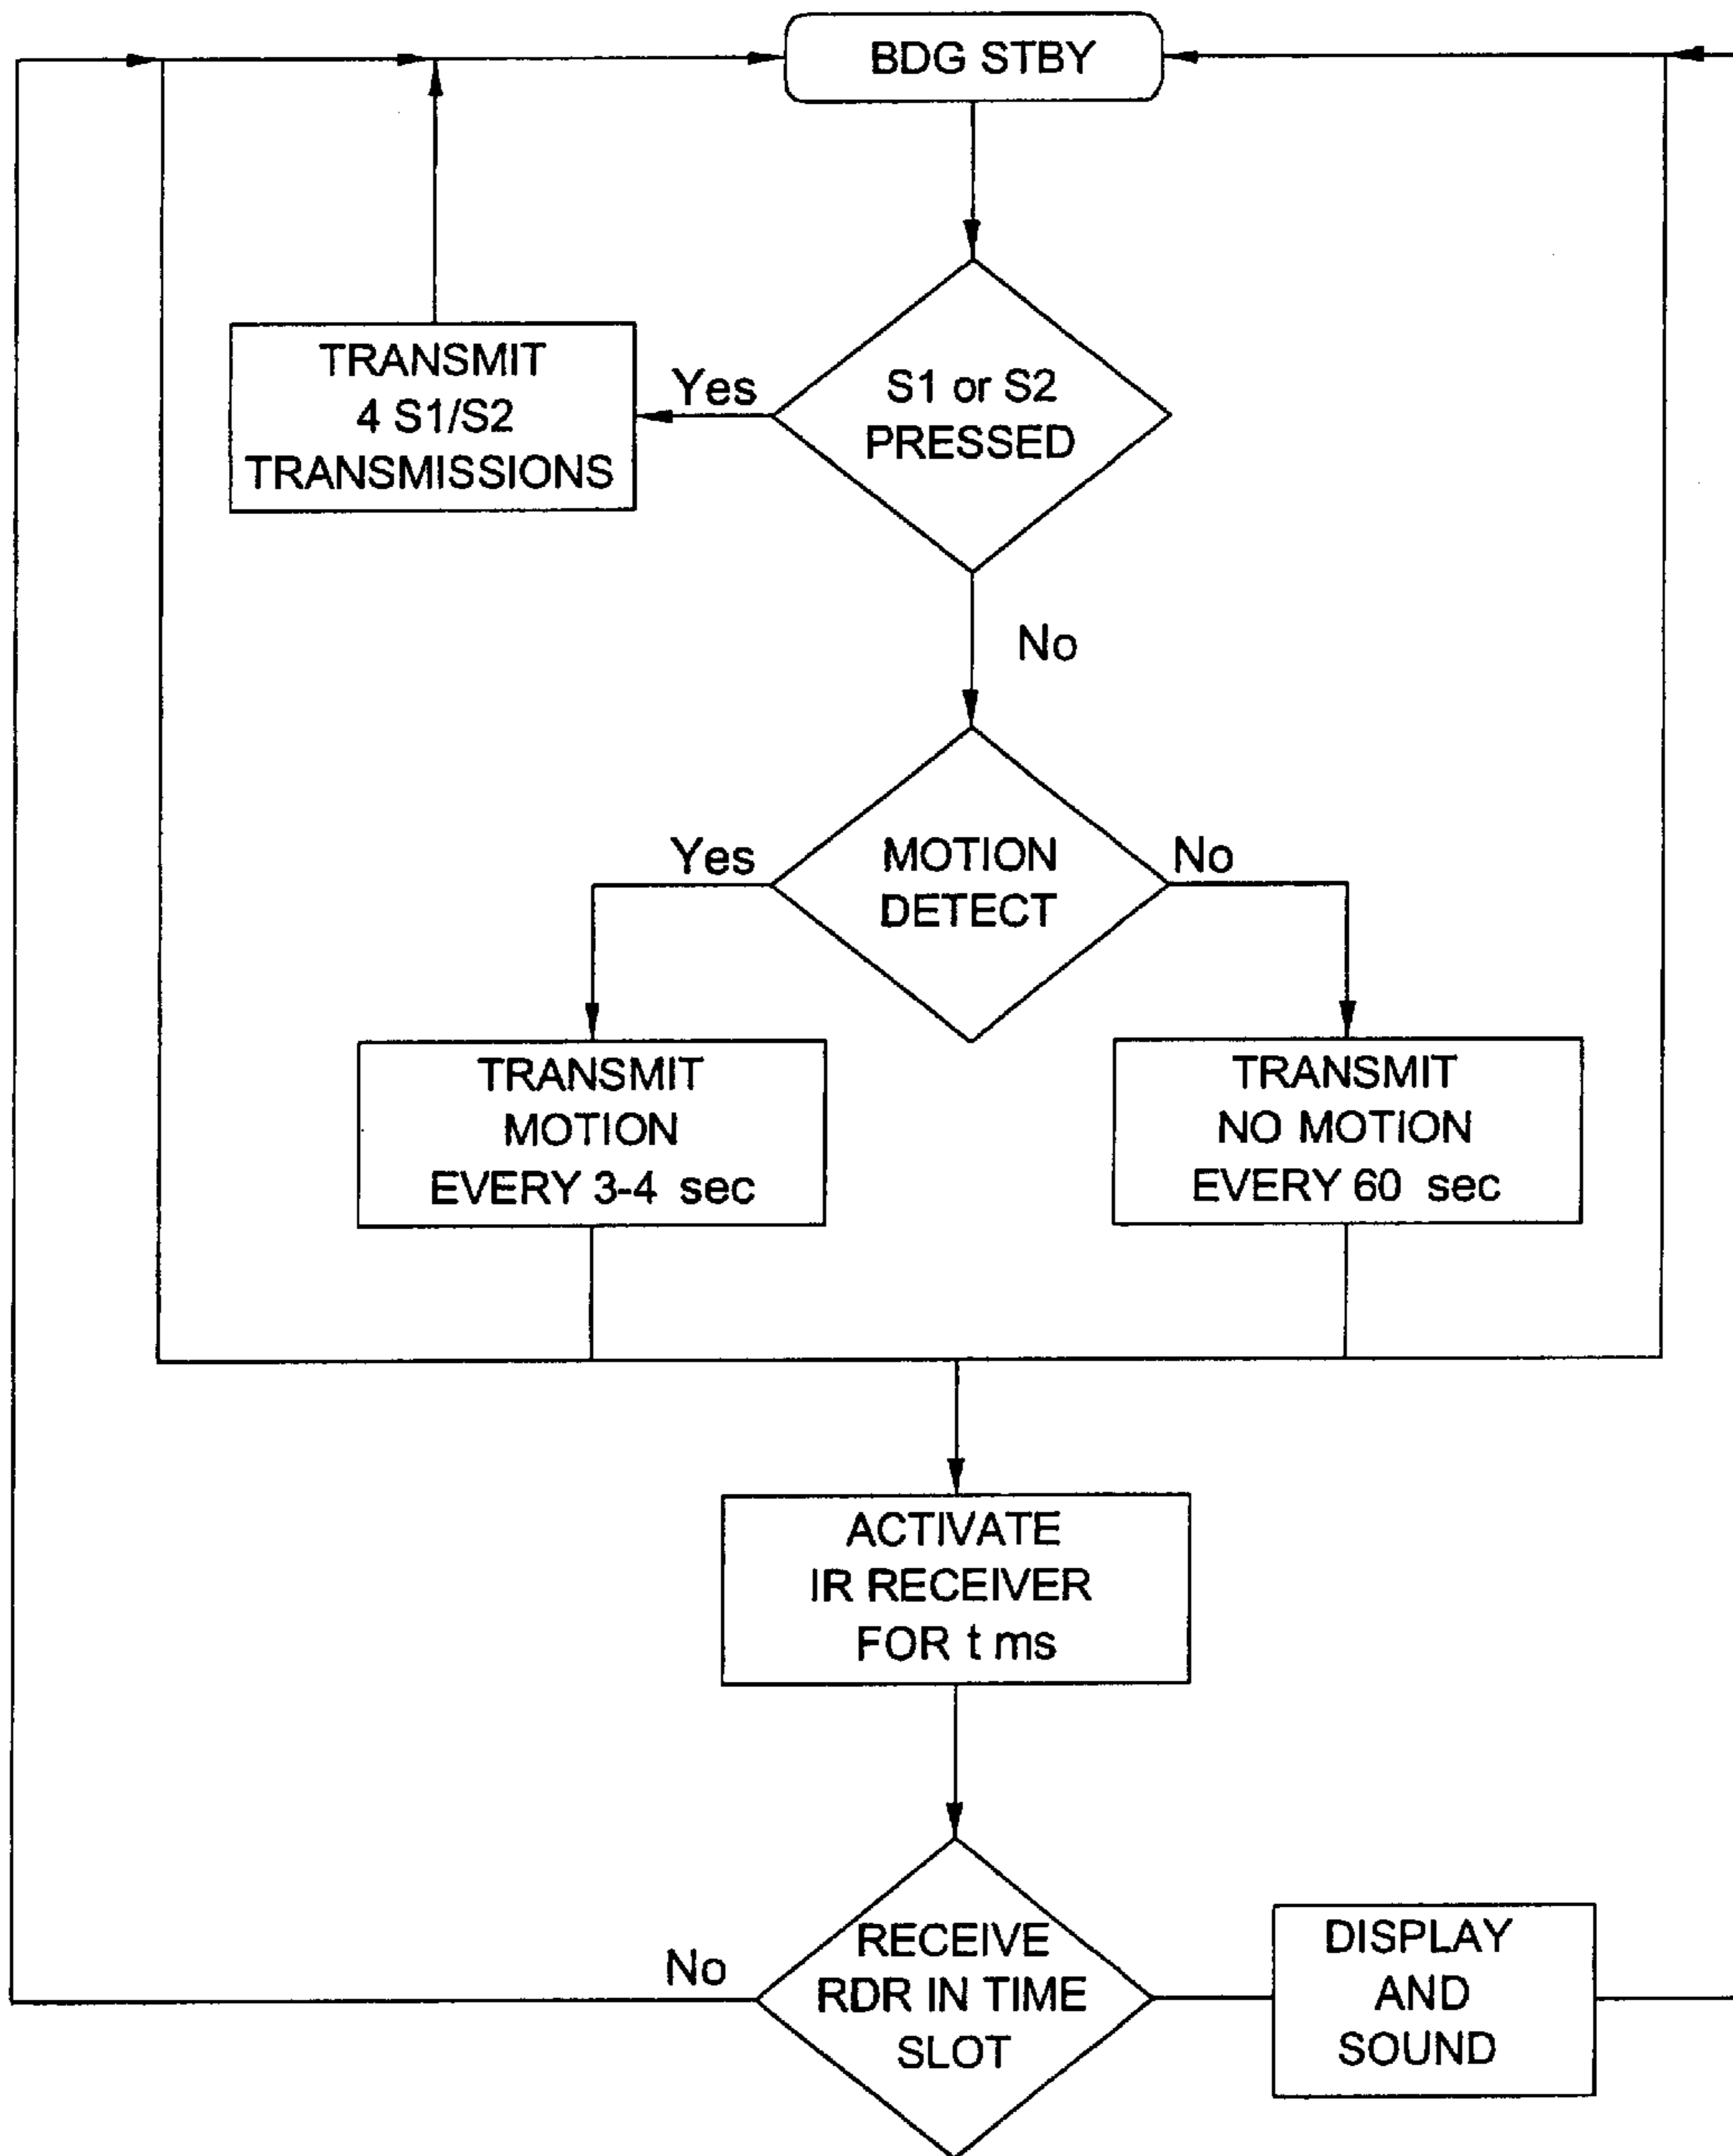 BDG STBY
TRANSMIT
4 S1/S2
TRANSMISSIONS
Yes
S1 or S2
PRESSED
No
Yes
MOTION
DETECT
No
TRANSMIT
MOTION
EVERY 3-4 sec
TRANSMIT
NO MOTION
EVERY 60 sec
ACTIVATE
IR RECEIVER
FOR t ms
No
RECEIVE
RDR IN TIME
SLOT
DISPLAY
AND
SOUND